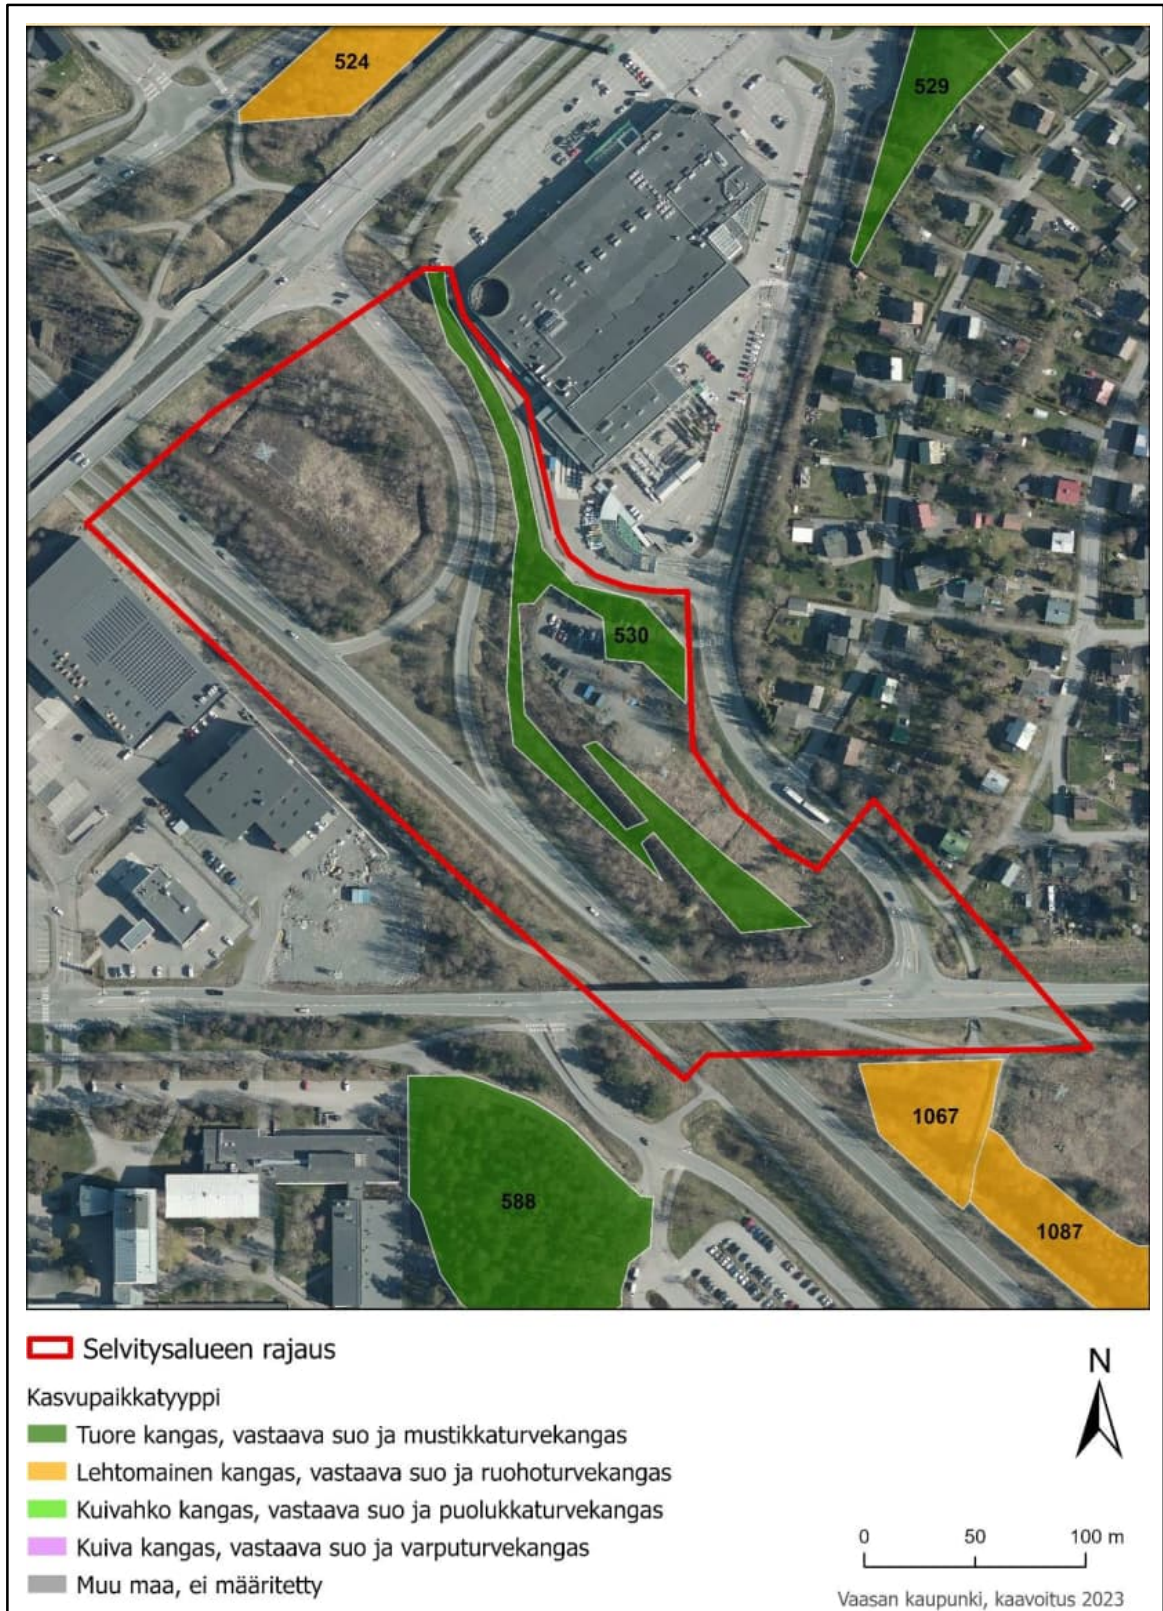 524
529
530
588
1067
1087
Selvitysalueen rajaus
Kasvupaikkatyyppi
Tuore kangas, vastaava suo ja mustikkaturvekangas
Lehtomainen kangas, vastaava suo ja ruohoturvekangas
Kuivahko kangas, vastaava suo ja puolukkaturvekangas
Kuiva kangas, vastaava suo ja varputurvekangas
Muu maa, ei määritetty
N
0 50 100 m
Vaasan kaupunki, kaavoitus 2023